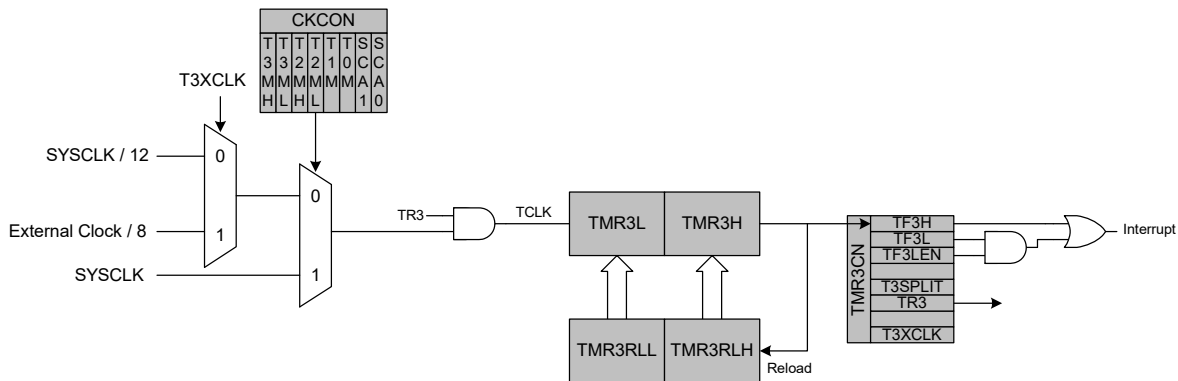 CKCON
T3MH
T3ML
T2MH
T2ML
T1M
T0M
SCA1
SCA0
T3XCLK
SYSCLK / 12
0
External Clock / 8
1
SYSCLK
0
1
TR3
TCLK
TMR3L
TMR3H
TMR3RLL
TMR3RLH
Reload
TMR3CN
TF3H
TF3L
TF3LEN
T3SPLIT
TR3
T3XCLK
Interrupt